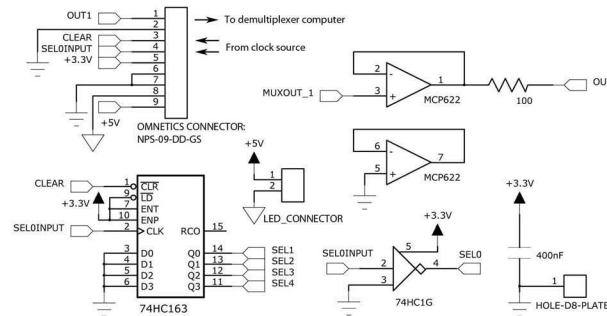 OUT1
1
2
CLEAR
3
SEL0INPUT
4
+3.3V
5
6
7
8
9
+5V
To demultiplexer computer
From clock source
OMNETICS CONNECTOR:
NPS-09-DD-GS
MUXOUT_1
2
-
3
+
1
MCP622
100
OU
6
-
5
+
7
MCP622
CLEAR
+3.3V
SEL0INPUT
1
9
7
10
2
CLR
LD
ENT
ENP
CLK
RCO
15
3
4
5
6
D0
D1
D2
D3
Q0
Q1
Q2
Q3
14
13
12
11
SEL1
SEL2
SEL3
SEL4
74HC163
+5V
1
2
LED_CONNECTOR
+3.3V
SEL0INPUT
2
3
5
4
SEL0
74HC1G
+3.3V
400nF
1
HOLE-D8-PLATE